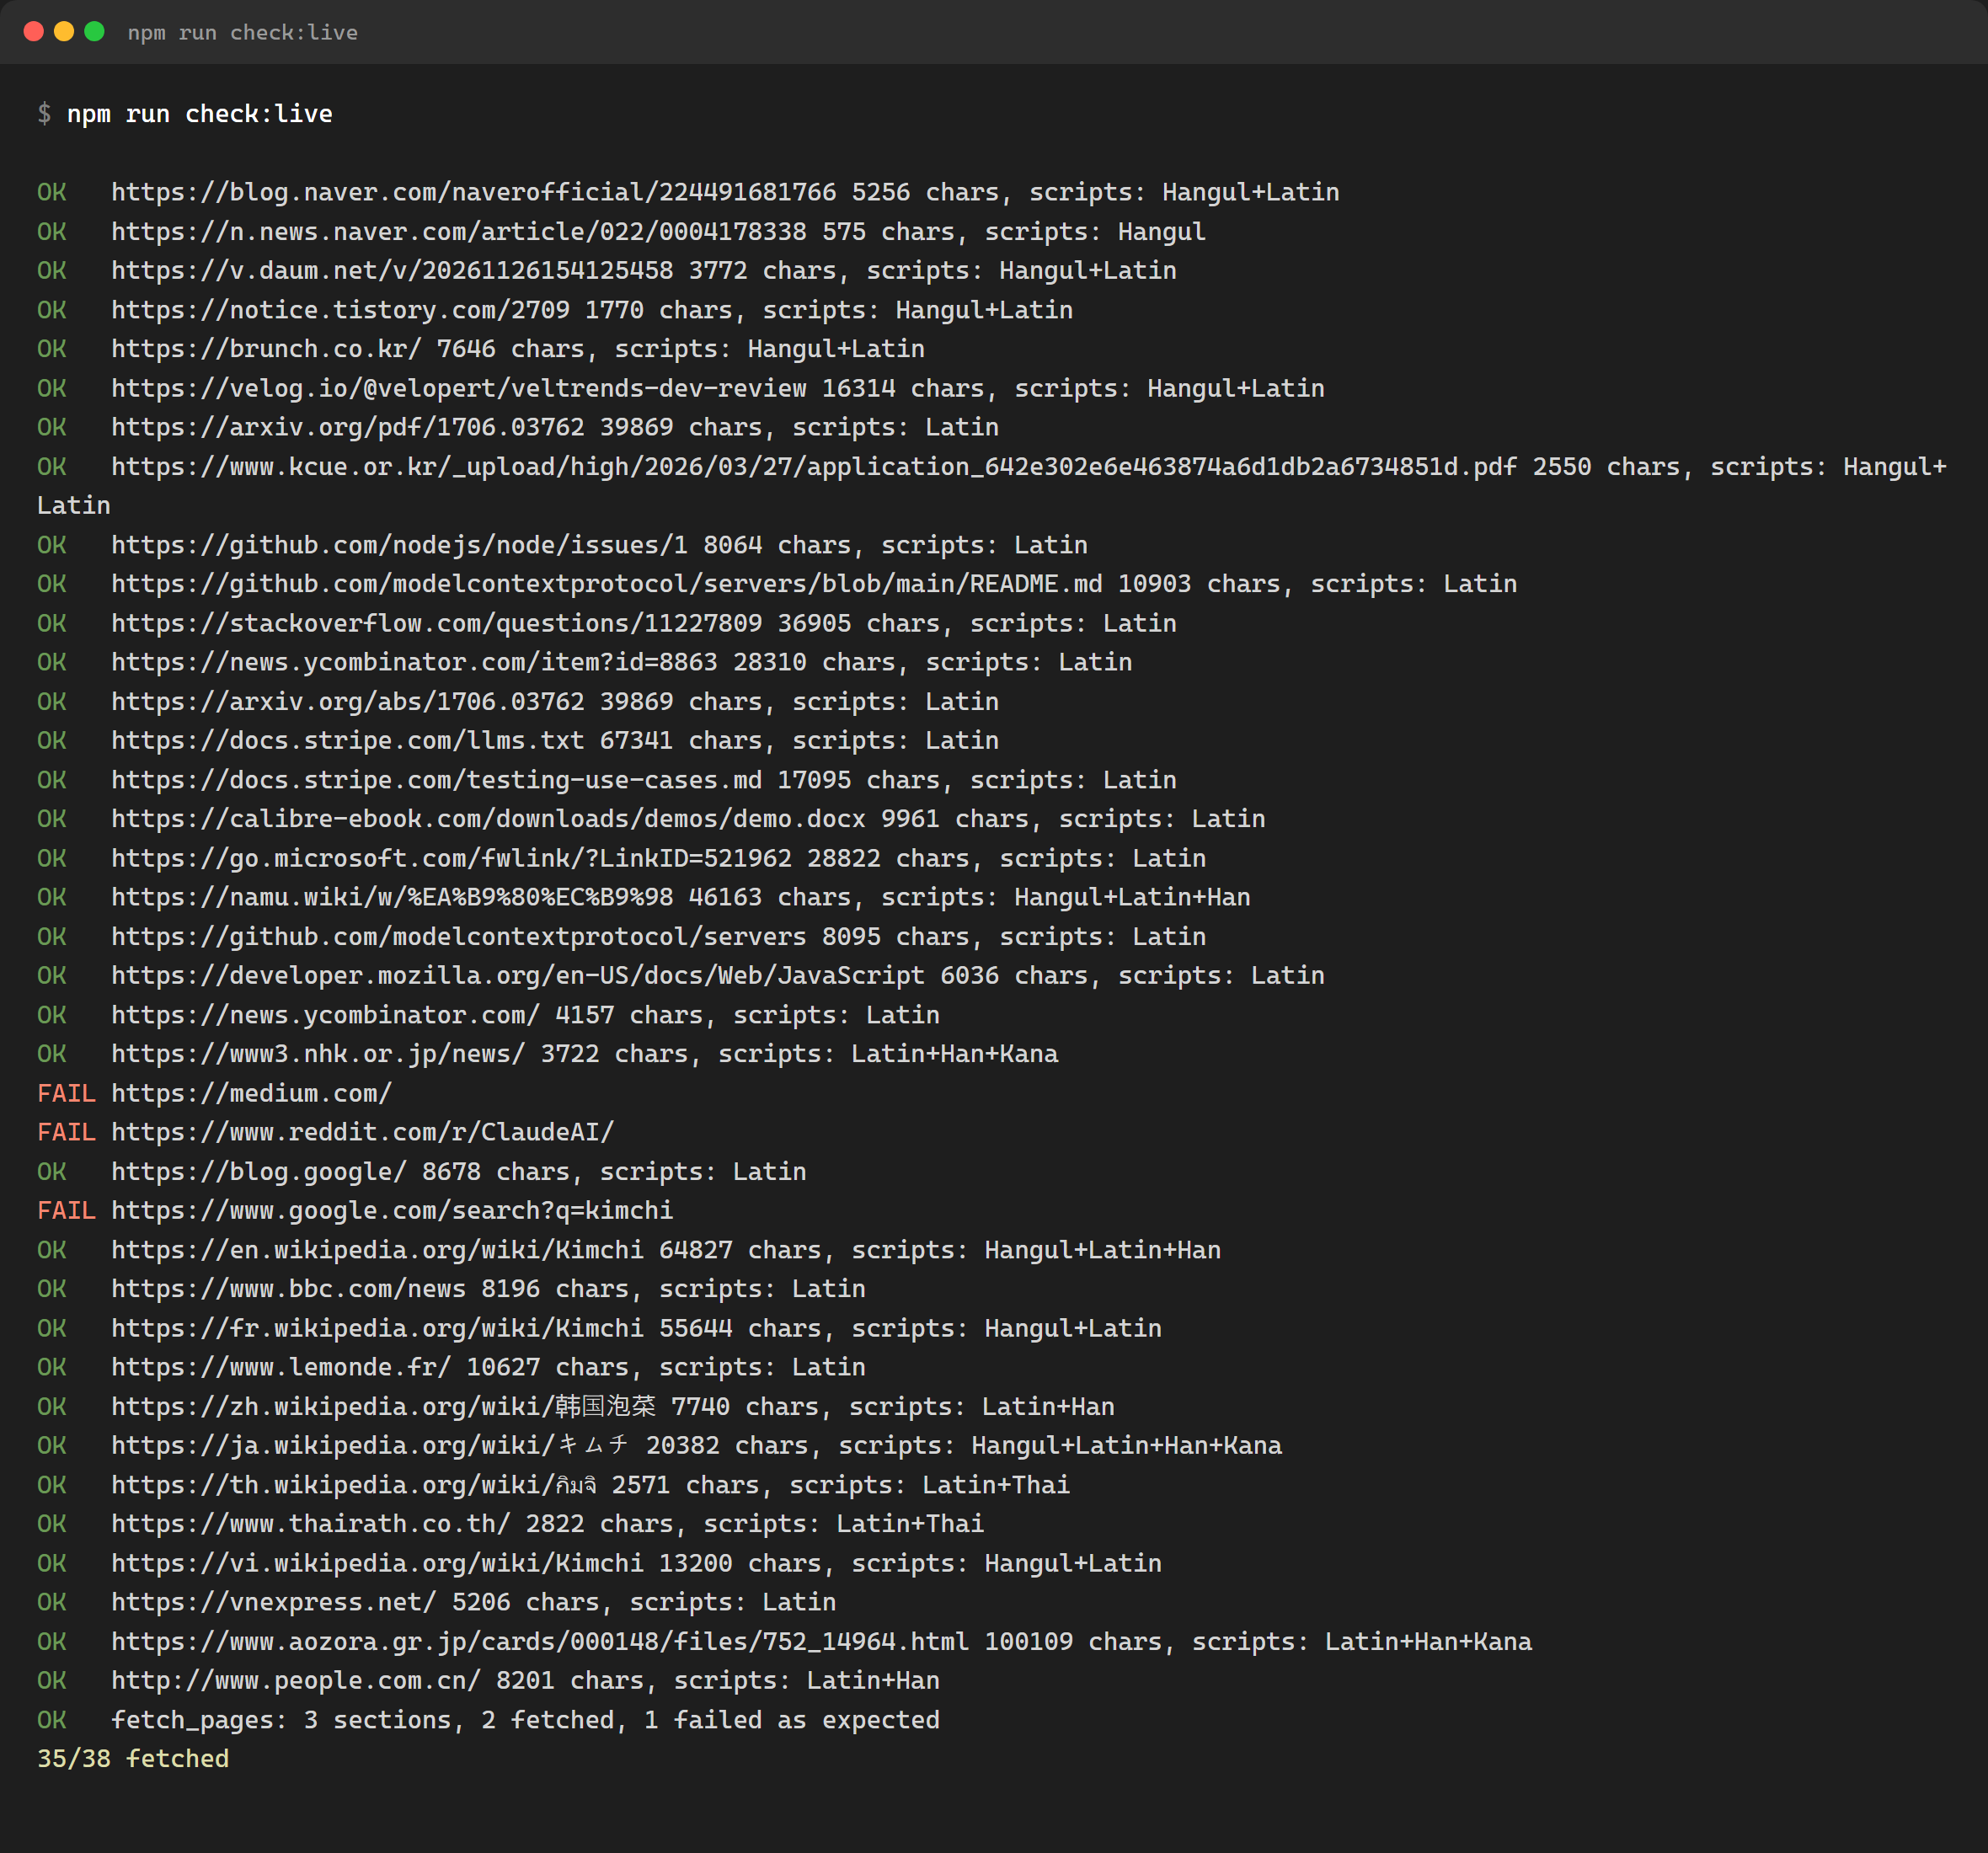 npm run check:live
$ npm run check:live
OK   https://blog.naver.com/naverofficial/224491681766 5256 chars, scripts: Hangul+Latin
OK   https://n.news.naver.com/article/022/0004178338 575 chars, scripts: Hangul
OK   https://v.daum.net/v/20261126154125458 3772 chars, scripts: Hangul+Latin
OK   https://notice.tistory.com/2709 1770 chars, scripts: Hangul+Latin
OK   https://brunch.co.kr/ 7646 chars, scripts: Hangul+Latin
OK   https://velog.io/@velopert/veltrends-dev-review 16314 chars, scripts: Hangul+Latin
OK   https://arxiv.org/pdf/1706.03762 39869 chars, scripts: Latin
OK   https://www.kcue.or.kr/_upload/high/2026/03/27/application_642e302e6e463874a6d1db2a6734851d.pdf 2550 chars, scripts: Hangul+
Latin
OK   https://github.com/nodejs/node/issues/1 8064 chars, scripts: Latin
OK   https://github.com/modelcontextprotocol/servers/blob/main/README.md 10903 chars, scripts: Latin
OK   https://stackoverflow.com/questions/11227809 36905 chars, scripts: Latin
OK   https://news.ycombinator.com/item?id=8863 28310 chars, scripts: Latin
OK   https://arxiv.org/abs/1706.03762 39869 chars, scripts: Latin
OK   https://docs.stripe.com/llms.txt 67341 chars, scripts: Latin
OK   https://docs.stripe.com/testing-use-cases.md 17095 chars, scripts: Latin
OK   https://calibre-ebook.com/downloads/demos/demo.docx 9961 chars, scripts: Latin
OK   https://go.microsoft.com/fwlink/?LinkID=521962 28822 chars, scripts: Latin
OK   https://namu.wiki/w/%EA%B9%80%EC%B9%98 46163 chars, scripts: Hangul+Latin+Han
OK   https://github.com/modelcontextprotocol/servers 8095 chars, scripts: Latin
OK   https://developer.mozilla.org/en-US/docs/Web/JavaScript 6036 chars, scripts: Latin
OK   https://news.ycombinator.com/ 4157 chars, scripts: Latin
OK   https://www3.nhk.or.jp/news/ 3722 chars, scripts: Latin+Han+Kana
FAIL https://medium.com/
FAIL https://www.reddit.com/r/ClaudeAI/
OK   https://blog.google/ 8678 chars, scripts: Latin
FAIL https://www.google.com/search?q=kimchi
OK   https://en.wikipedia.org/wiki/Kimchi 64827 chars, scripts: Hangul+Latin+Han
OK   https://www.bbc.com/news 8196 chars, scripts: Latin
OK   https://fr.wikipedia.org/wiki/Kimchi 55644 chars, scripts: Hangul+Latin
OK   https://www.lemonde.fr/ 10627 chars, scripts: Latin
OK   https://zh.wikipedia.org/wiki/韩国泡菜 7740 chars, scripts: Latin+Han
OK   https://ja.wikipedia.org/wiki/キムチ 20382 chars, scripts: Hangul+Latin+Han+Kana
OK   https://th.wikipedia.org/wiki/กิมจิ 2571 chars, scripts: Latin+Thai
OK   https://www.thairath.co.th/ 2822 chars, scripts: Latin+Thai
OK   https://vi.wikipedia.org/wiki/Kimchi 13200 chars, scripts: Hangul+Latin
OK   https://vnexpress.net/ 5206 chars, scripts: Latin
OK   https://www.aozora.gr.jp/cards/000148/files/752_14964.html 100109 chars, scripts: Latin+Han+Kana
OK   http://www.people.com.cn/ 8201 chars, scripts: Latin+Han
OK   fetch_pages: 3 sections, 2 fetched, 1 failed as expected
35/38 fetched